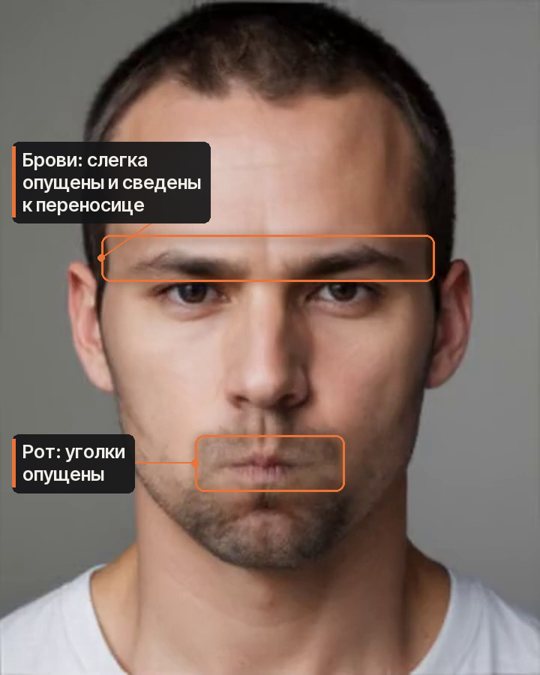 Брови: слегка
опущены и сведены
к переносице
Рот: уголки
опущены